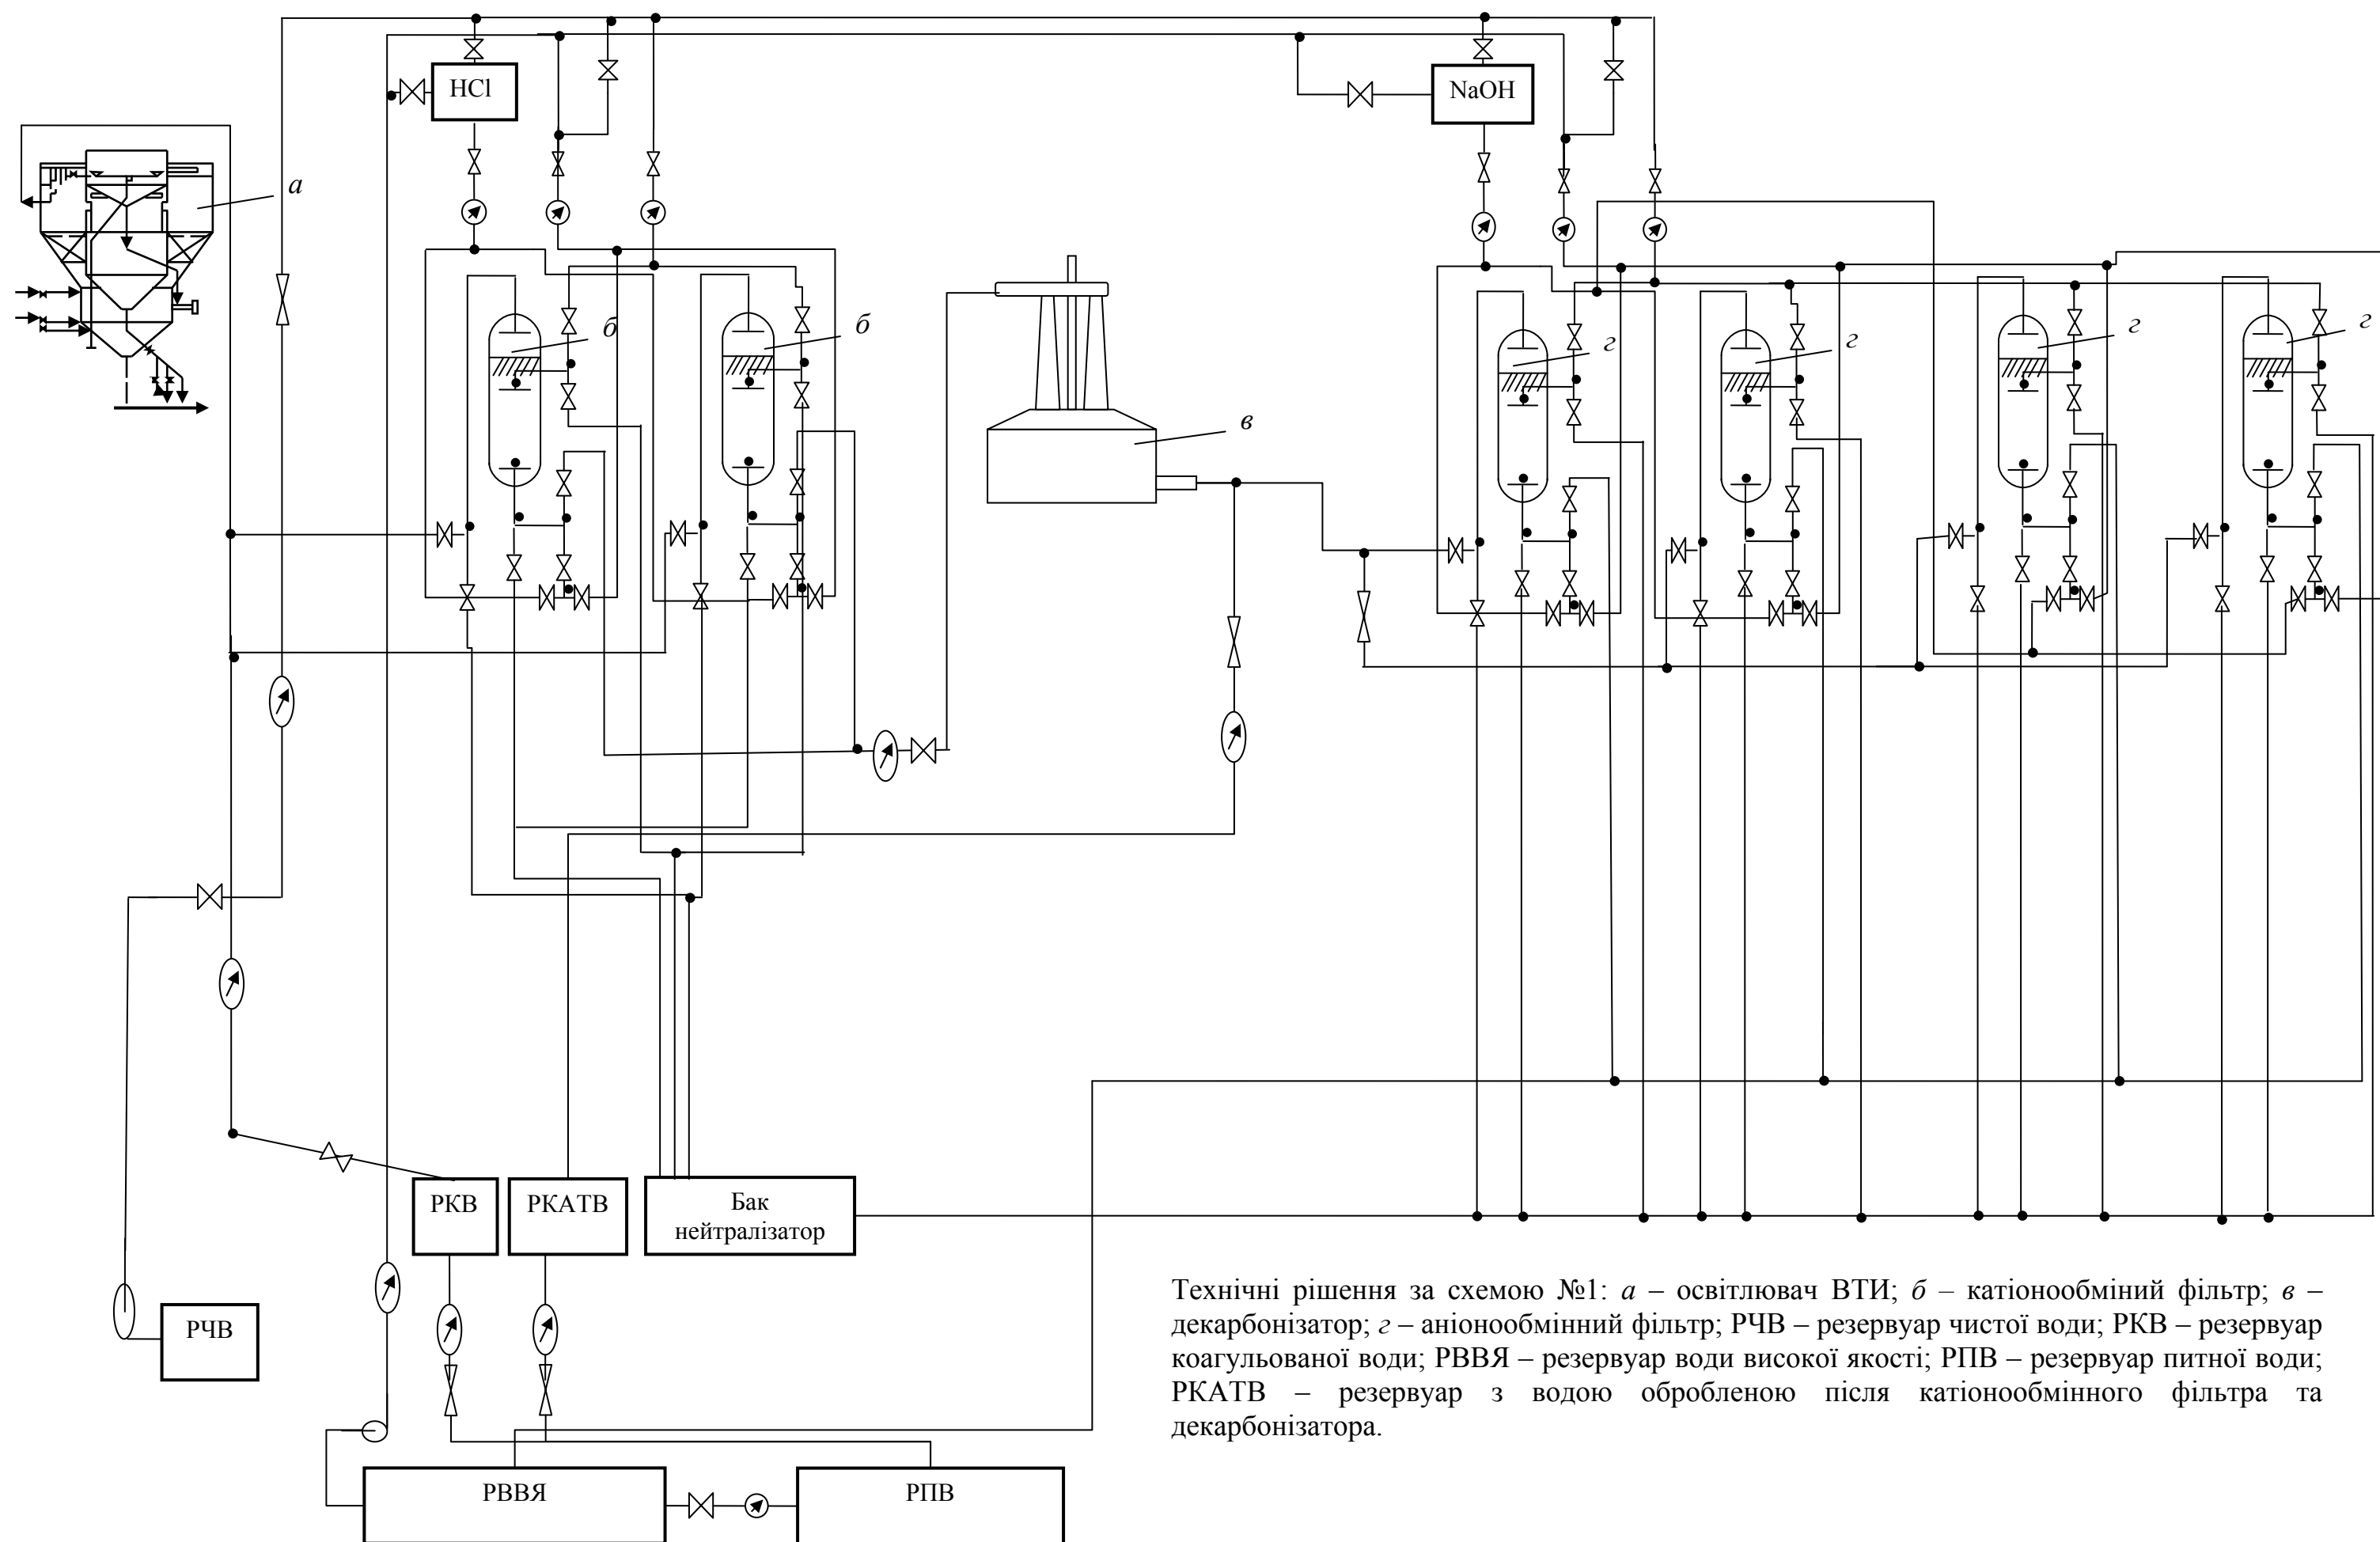 HCl
NaOH
а
б
б
в
г
г
г
г
РКВ
РКАТВ
Бак
нейтралізатор
РЧВ
РВВЯ
РПВ
Технічні рішення за схемою №1: а – освітлювач ВТИ; б – катіонообміний фільтр; в –
декарбонізатор; г – аніонообмінний фільтр; РЧВ – резервуар чистої води; РКВ – резервуар
коагульованої води; РВВЯ – резервуар води високої якості; РПВ – резервуар питної води;
РКАТВ – резервуар з водою обробленою після катіонообмінного фільтра та
декарбонізатора.